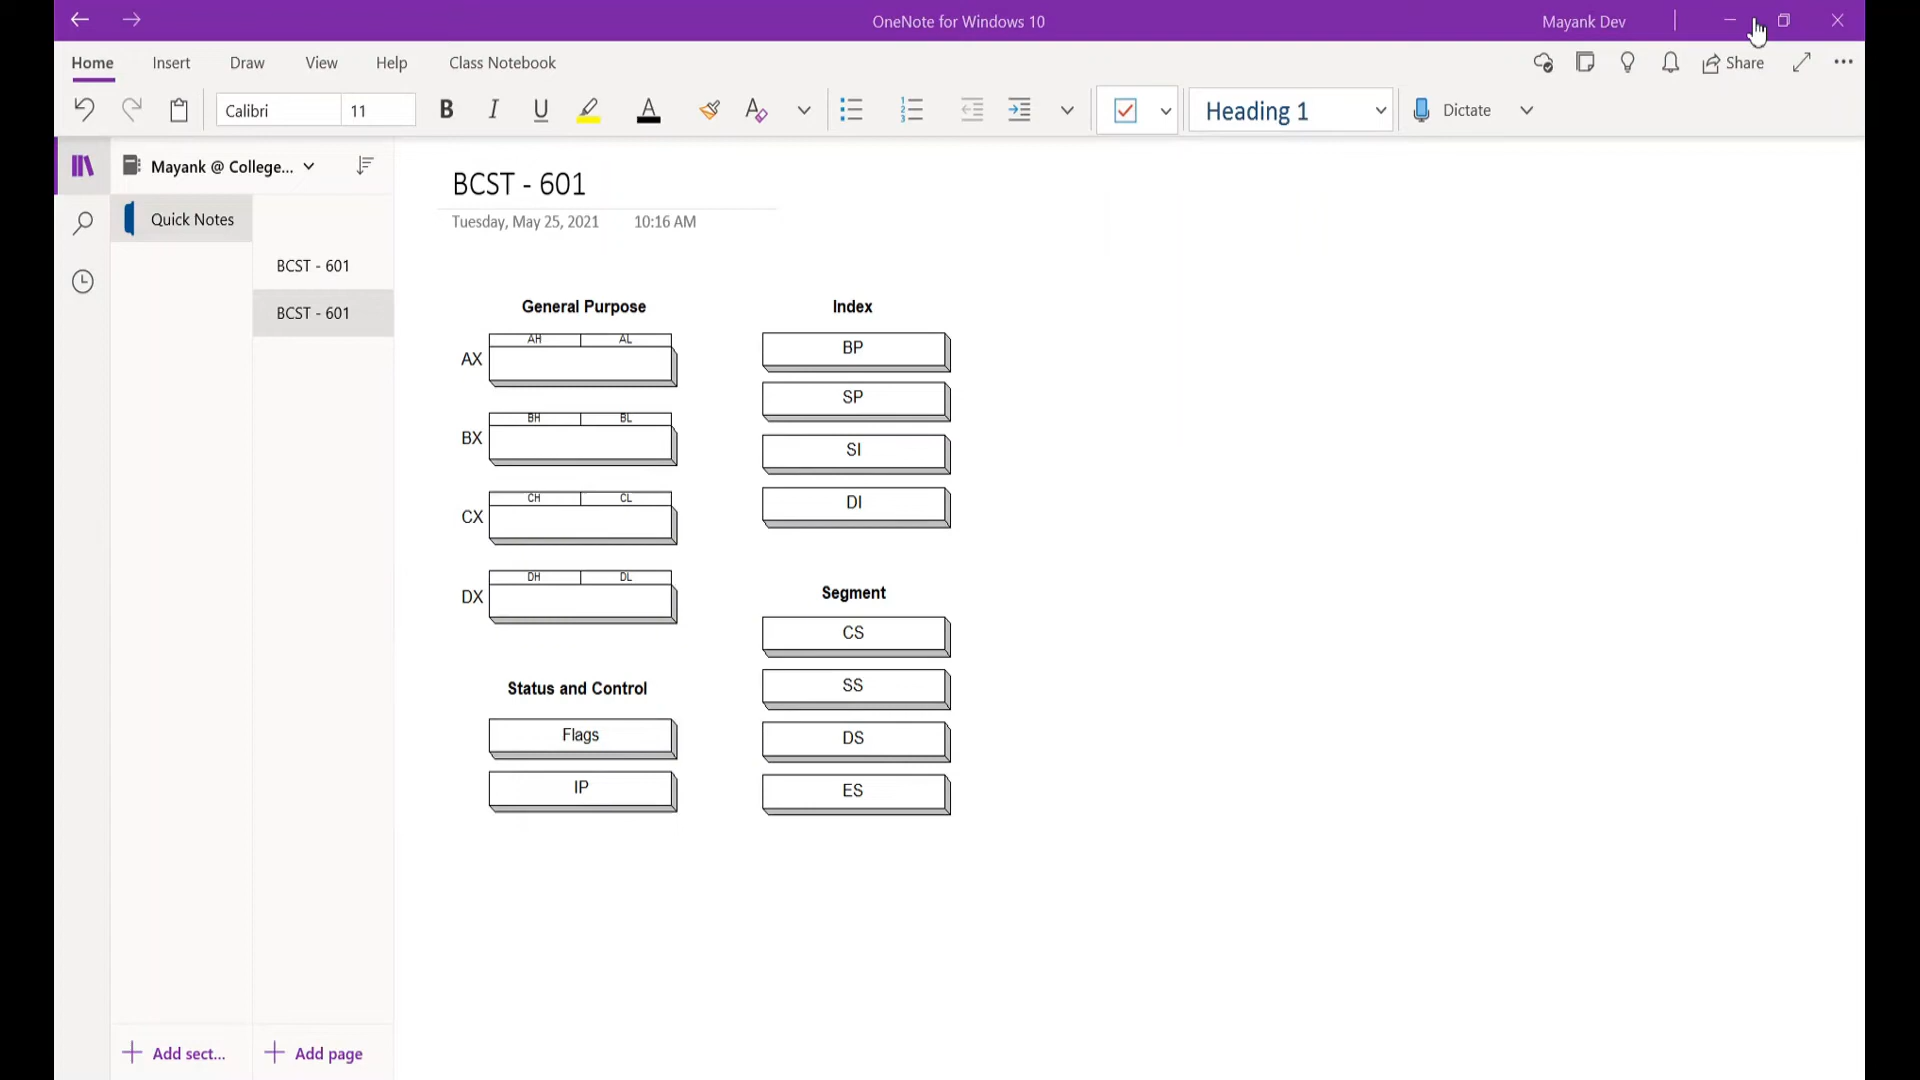 OneNote for Windows 10
Mayank Dev
Home Insert Draw View Help Class Notebook
Share
Calibri 11 B I U A A Heading 1 Dictate
Mayank @ College...
Quick Notes
BCST - 601
BCST - 601
Add sect...
Add page
BCST - 601
Tuesday, May 25, 2021 10:16 AM
General Purpose
AH AL
AX
BH BL
BX
CH CL
CX
DH DL
DX
Status and Control
Flags
IP
Index
BP
SP
SI
DI
Segment
CS
SS
DS
ES